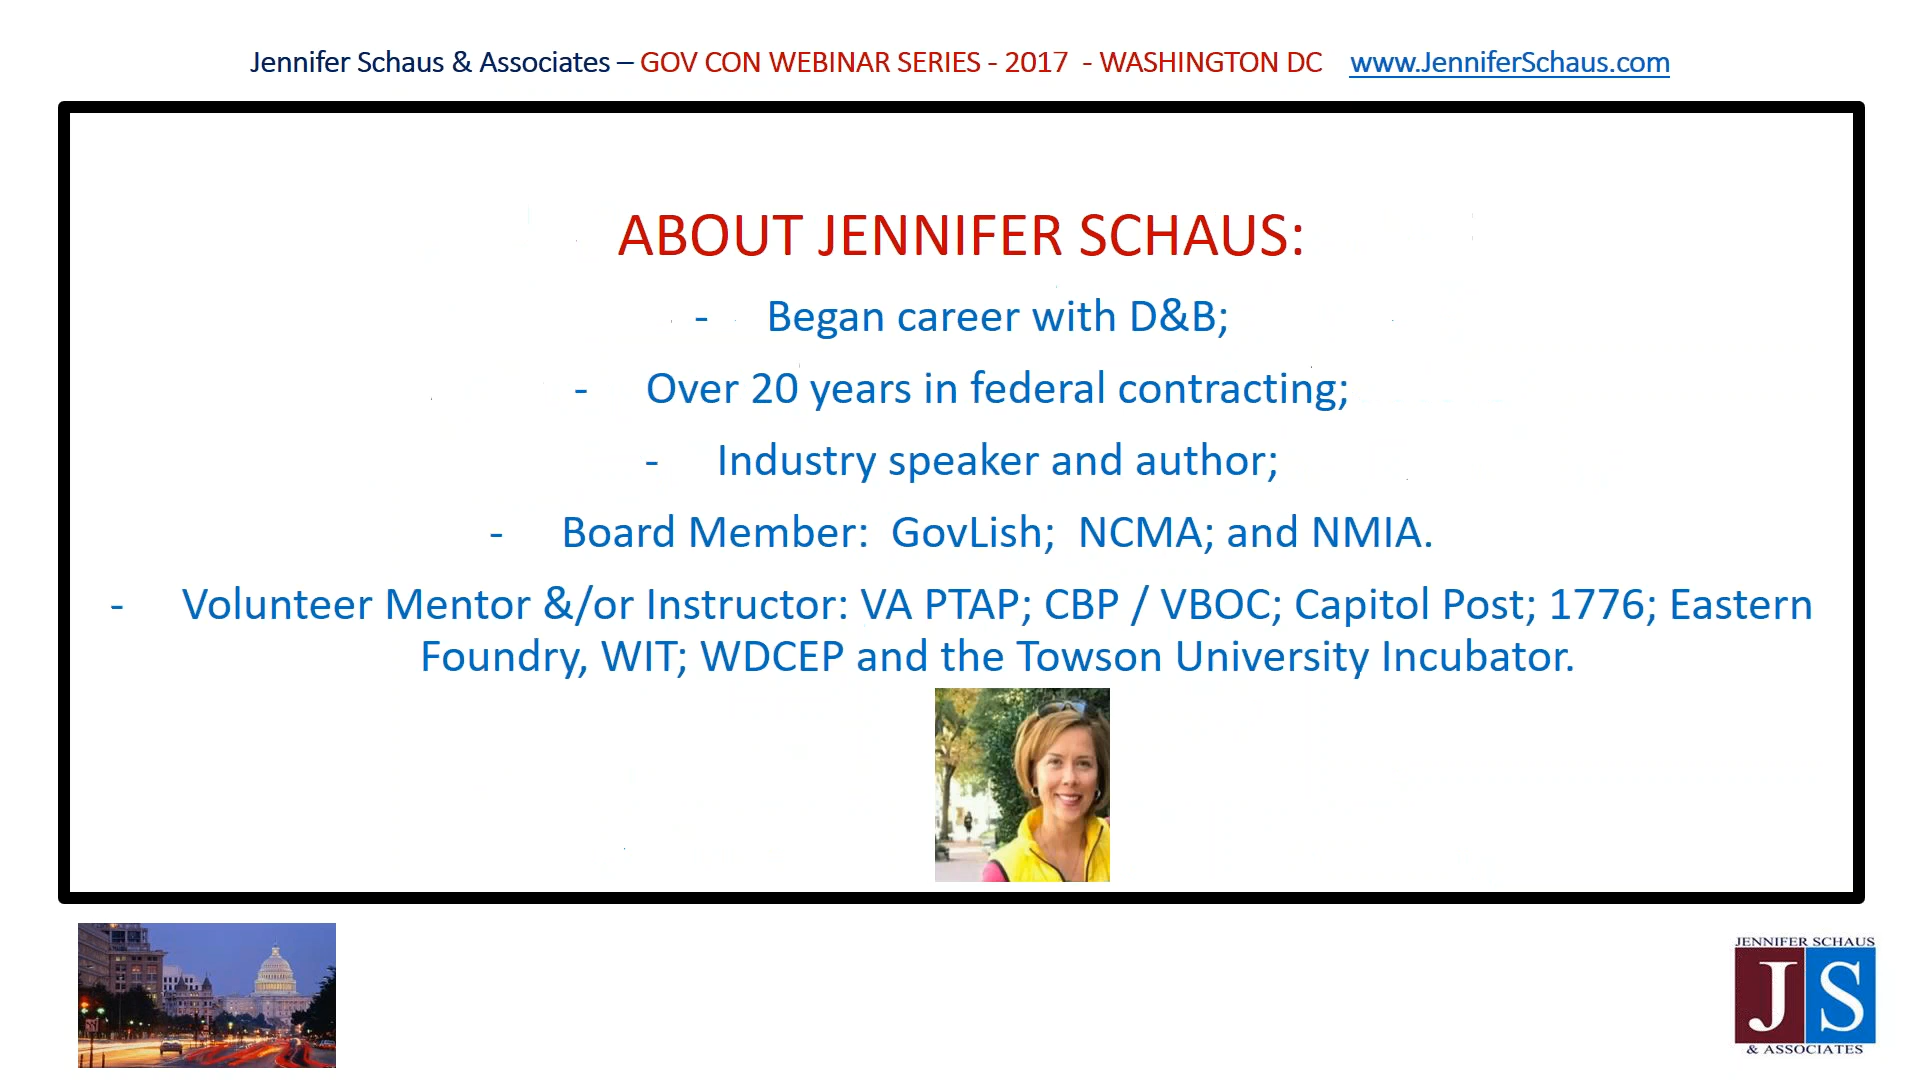 Jennifer Schaus & Associates – GOV CON WEBINAR SERIES - 2017 - WASHINGTON DC www.JenniferSchaus.com
ABOUT JENNIFER SCHAUS:
- Began career with D&B;
- Over 20 years in federal contracting;
- Industry speaker and author;
- Board Member: GovLish; NCMA; and NMIA.
- Volunteer Mentor &/or Instructor: VA PTAP; CBP / VBOC; Capitol Post; 1776; Eastern
Foundry, WIT; WDCEP and the Towson University Incubator.
JENNIFER SCHAUS
JS
& ASSOCIATES